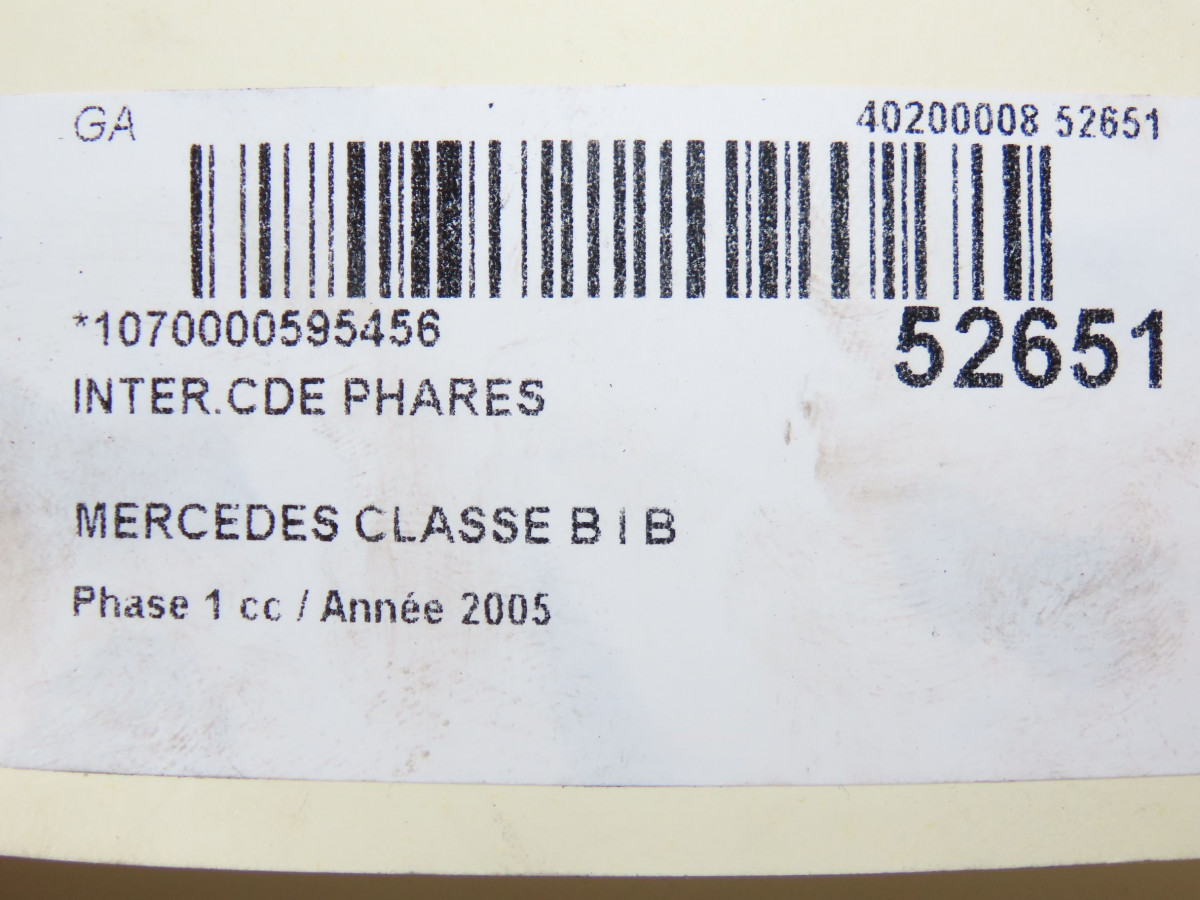 GA 40200008 52651
*1070000595456 52651
INTER.CDE PHARES
MERCEDES CLASSE B I B
Phase 1 cc / Année 2005